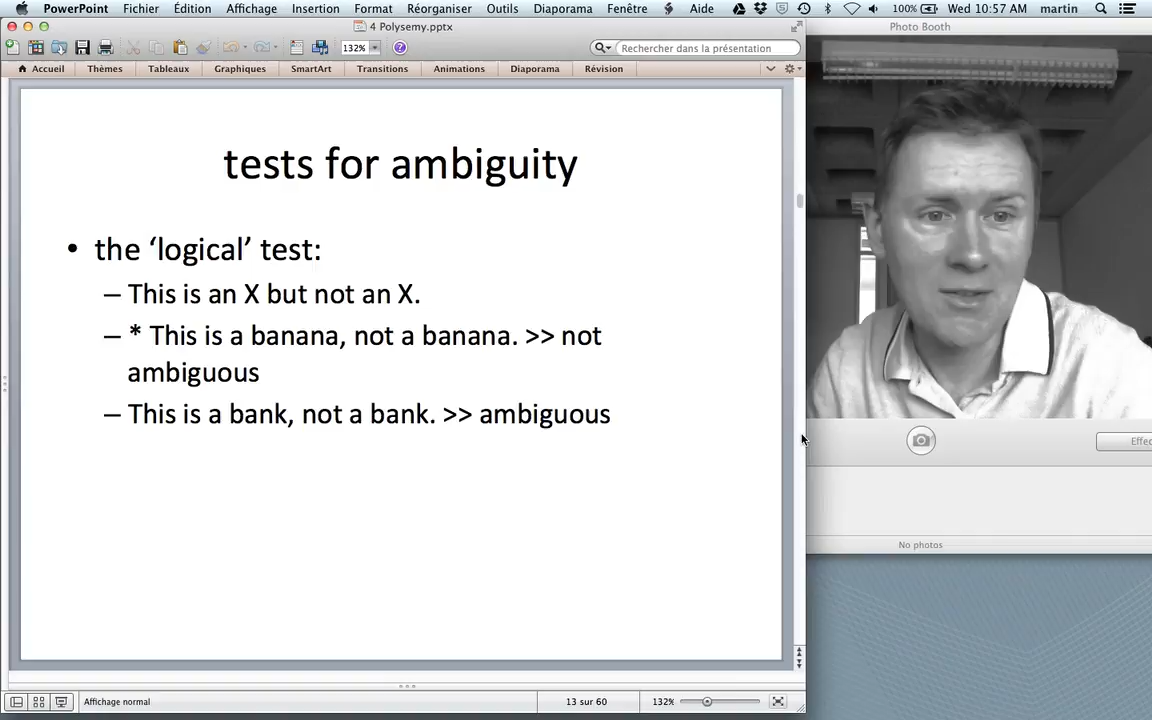 PowerPoint Fichier Édition Affichage Insertion Format Réorganiser Outils Diaporama Fenêtre Aide 100% Wed 10:57 AM martin
4 Polysemy.pptx
Photo Booth
132%
Rechercher dans la présentation
Accueil Thèmes Tableaux Graphiques SmartArt Transitions Animations Diaporama Révision
tests for ambiguity
• the ‘logical’ test:
– This is an X but not an X.
– * This is a banana, not a banana. >> not
ambiguous
– This is a bank, not a bank. >> ambiguous
Effec
No photos
Affichage normal 13 sur 60 132%